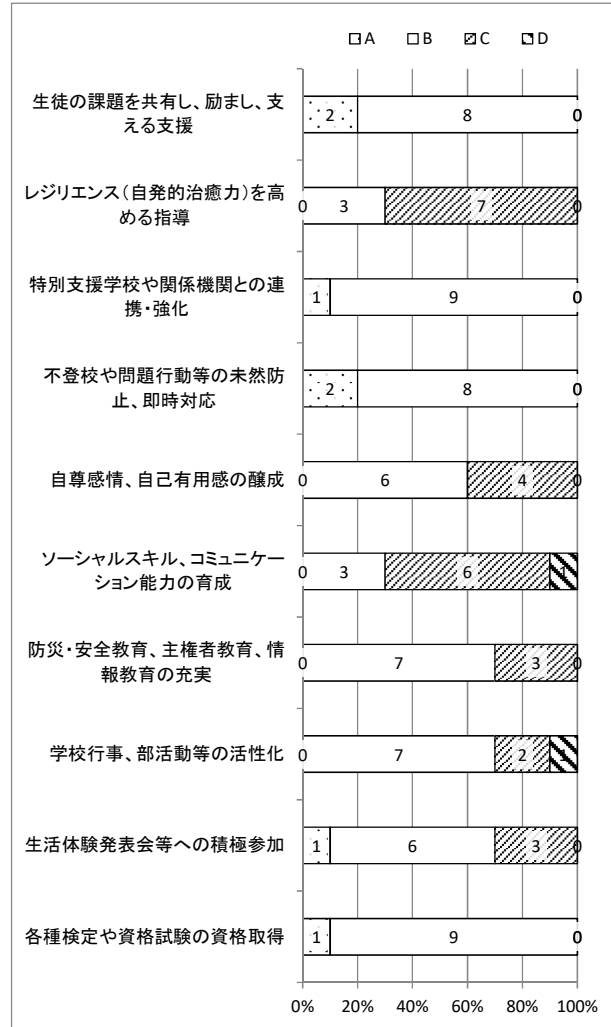 A B C D
生徒の課題を共有し、励まし、支
える支援
2 8 0
レジリエンス(自発的治癒力)を高
める指導
0 3 7 0
特別支援学校や関係機関との連
携・強化
1 9 0
不登校や問題行動等の未然防
止、即時対応
2 8 0
自尊感情、自己有用感の醸成
0 6 4 0
ソーシャルスキル、コミュニケー
ション能力の育成
0 3 6 1
防災・安全教育、主権者教育、情
報教育の充実
0 7 3 0
学校行事、部活動等の活性化
0 7 2 1
生活体験発表会等への積極参加
1 6 3 0
各種検定や資格試験の資格取得
1 9 0
0% 20% 40% 60% 80% 100%